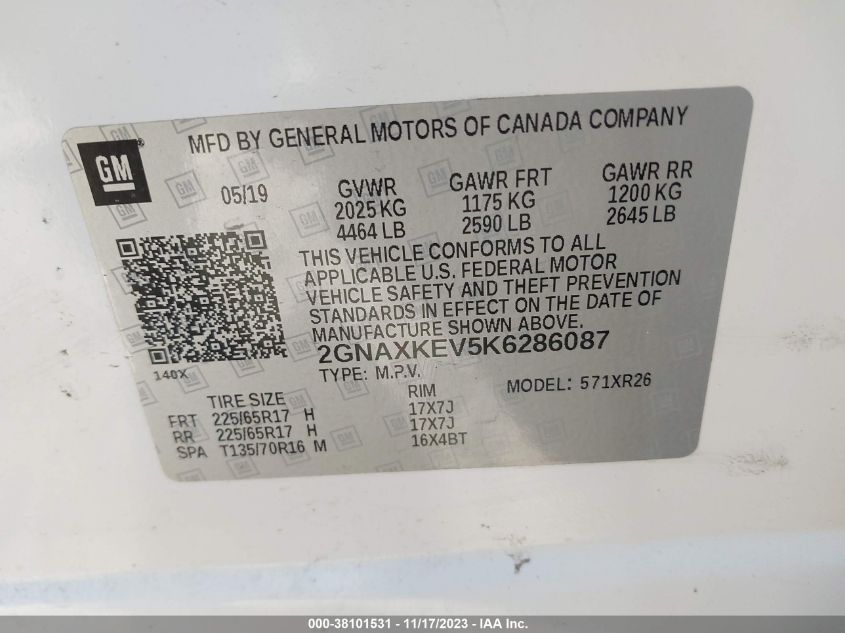 MFD BY GENERAL MOTORS OF CANADA COMPANY
GM
05/19 GVWR GAWR FRT GAWR RR
2025 KG 1175 KG 1200 KG
4464 LB 2590 LB 2645 LB
THIS VEHICLE CONFORMS TO ALL
APPLICABLE U.S. FEDERAL MOTOR
VEHICLE SAFETY AND THEFT PREVENTION
STANDARDS IN EFFECT ON THE DATE OF
MANUFACTURE SHOWN ABOVE.
2GNAXKEV5K6286087
140X
TYPE: M.P.V. MODEL: 571XR26
TIRE SIZE RIM
FRT 225/65R17 H 17X7J
RR 225/65R17 H 17X7J
SPA T135/70R16 M 16X4BT
000-38101531 - 11/17/2023 - IAA Inc.